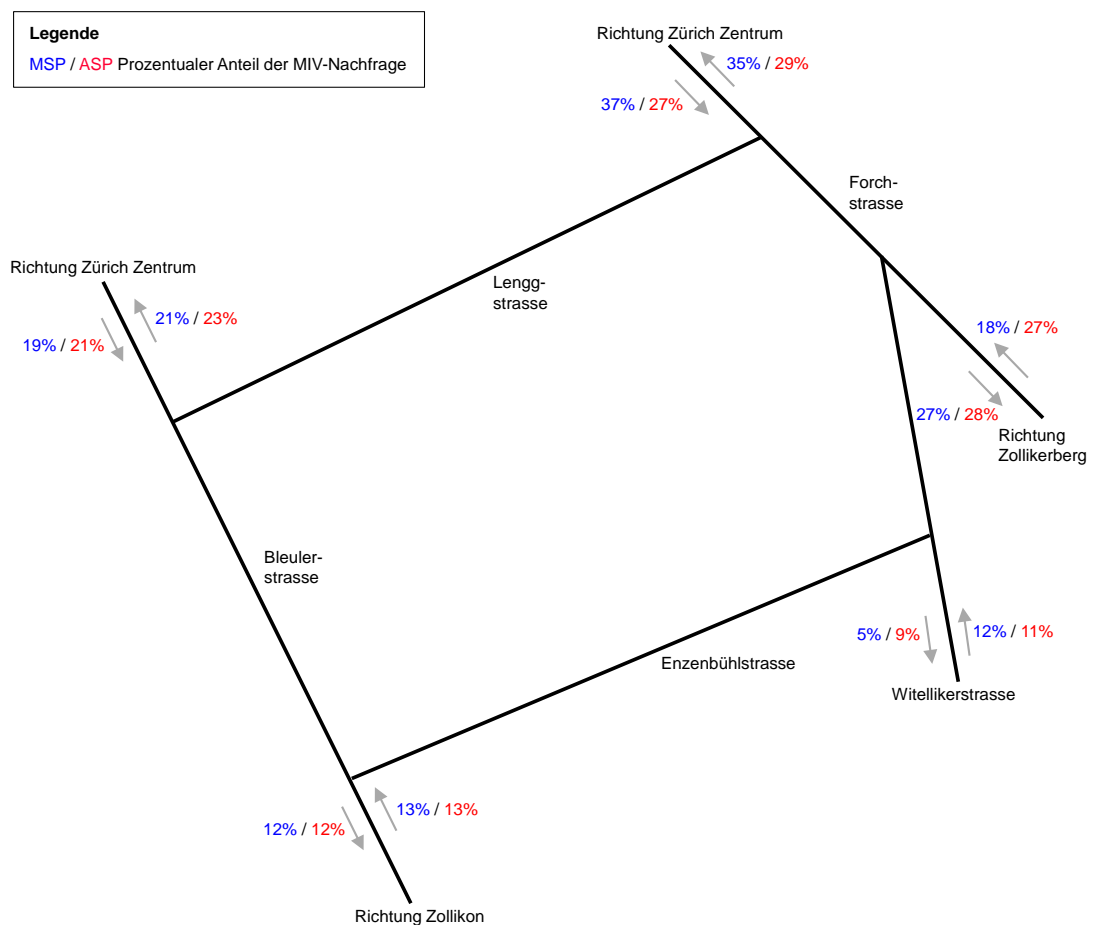 Legende
MSP / ASP Prozentualer Anteil der MIV-Nachfrage
Richtung Zürich Zentrum
35% / 29%
37% / 27%
Forch-
strasse
Richtung Zürich Zentrum
Lengg-
strasse
21% / 23%
19% / 21%
18% / 27%
27% / 28%
Richtung
Zollikerberg
Bleuler-
strasse
5% / 9%
12% / 11%
Enzenbühlstrasse
Witellikerstrasse
13% / 13%
12% / 12%
Richtung Zollikon